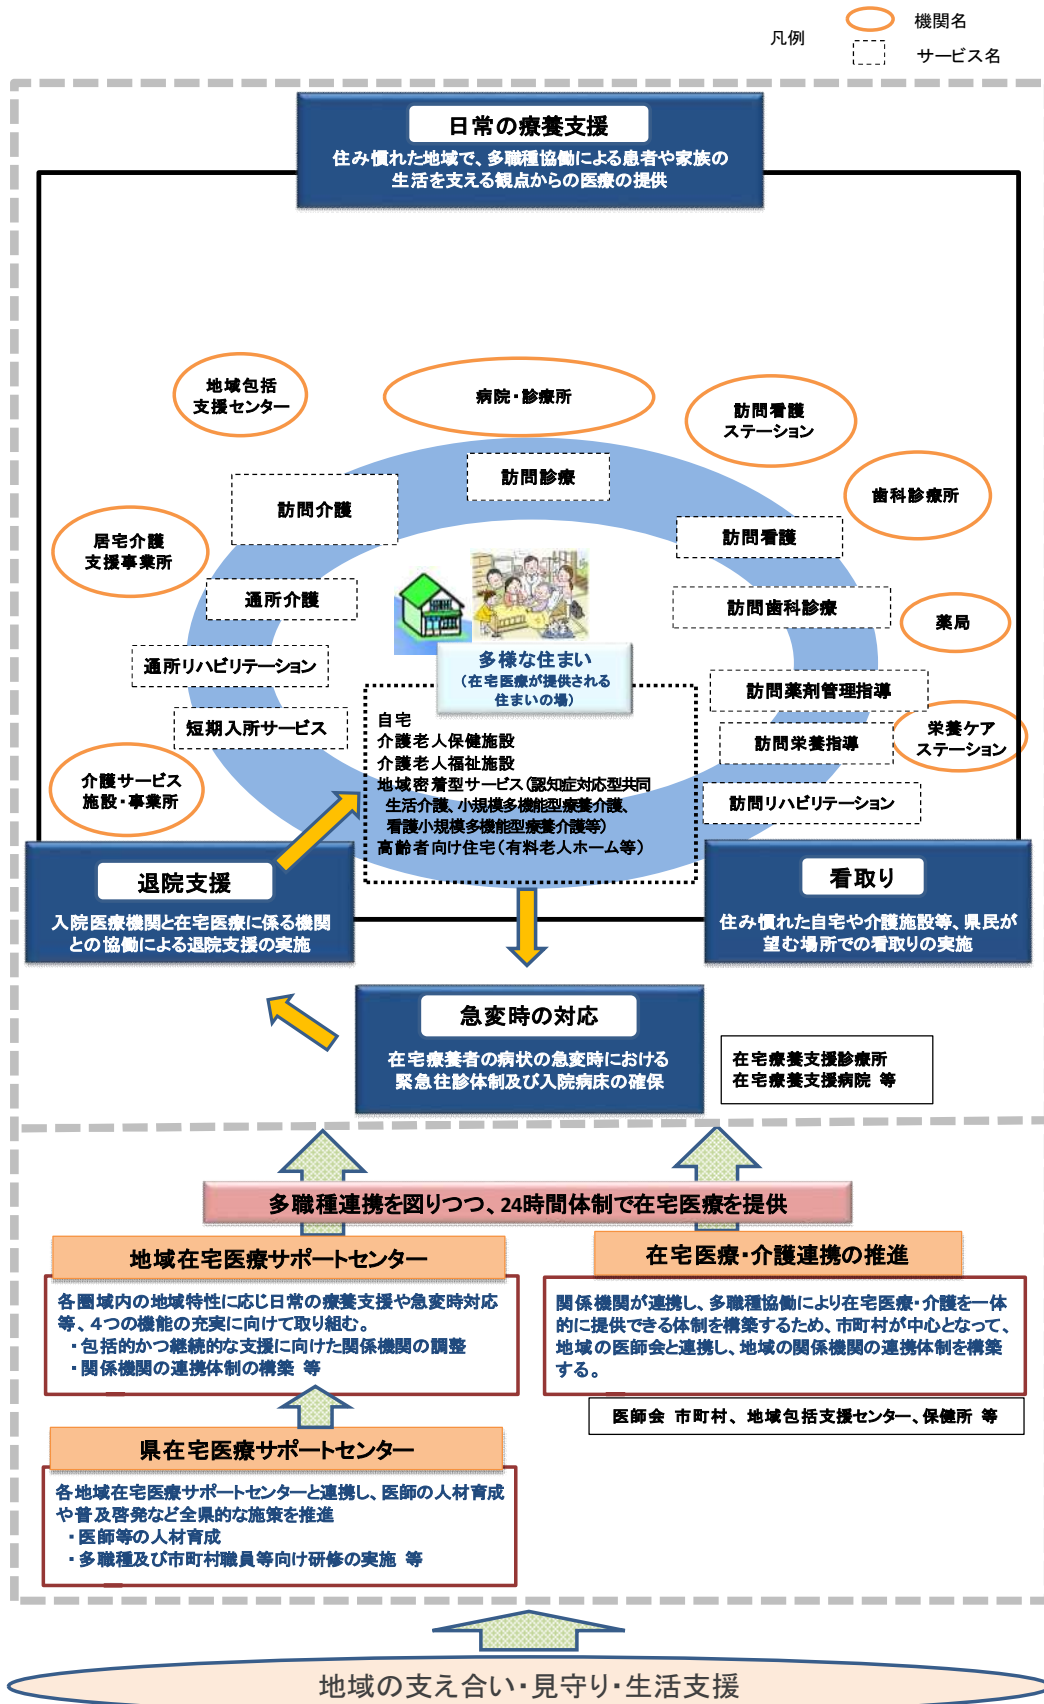 凡例
機関名
サービス名
日常の療養支援
住み慣れた地域で、多職種協働による患者や家族の
生活を支える観点からの医療の提供
地域包括
支援センター
病院・診療所
訪問看護
ステーション
歯科診療所
訪問診療
訪問介護
訪問看護
居宅介護
支援事業所
通所介護
訪問歯科診療
薬局
通所リハビリテーション
多様な住まい
（在宅医療が提供される
住まいの場）
訪問薬剤管理指導
短期入所サービス
訪問栄養指導
栄養ケア
ステーション
介護サービス
施設・事業所
訪問リハビリテーション
自宅
介護老人保健施設
介護老人福祉施設
地域密着型サービス（認知症対応型共同
生活介護、小規模多機能型療養介護、
看護小規模多機能型療養介護等）
高齢者向け住宅（有料老人ホーム等）
退院支援
入院医療機関と在宅医療に係る機関
との協働による退院支援の実施
看取り
住み慣れた自宅や介護施設等、県民が
望む場所での看取りの実施
急変時の対応
在宅療養者の病状の急変時における
緊急往診体制及び入院病床の確保
在宅療養支援診療所
在宅療養支援病院 等
多職種連携を図りつつ、24時間体制で在宅医療を提供
地域在宅医療サポートセンター
各圏域内の地域特性に応じ日常の療養支援や急変時対応
等、４つの機能の充実に向けて取り組む。
・包括的かつ継続的な支援に向けた関係機関の調整
・関係機関の連携体制の構築 等
在宅医療・介護連携の推進
関係機関が連携し、多職種協働により在宅医療・介護を一体
的に提供できる体制を構築するため、市町村が中心となって、
地域の医師会と連携し、地域の関係機関の連携体制を構築
する。
医師会 市町村、 地域包括支援センター、保健所 等
県在宅医療サポートセンター
各地域在宅医療サポートセンターと連携し、医師の人材育成
や普及啓発など全県的な施策を推進
・医師等の人材育成
・多職種及び市町村職員等向け研修の実施 等
地域の支え合い・見守り・生活支援